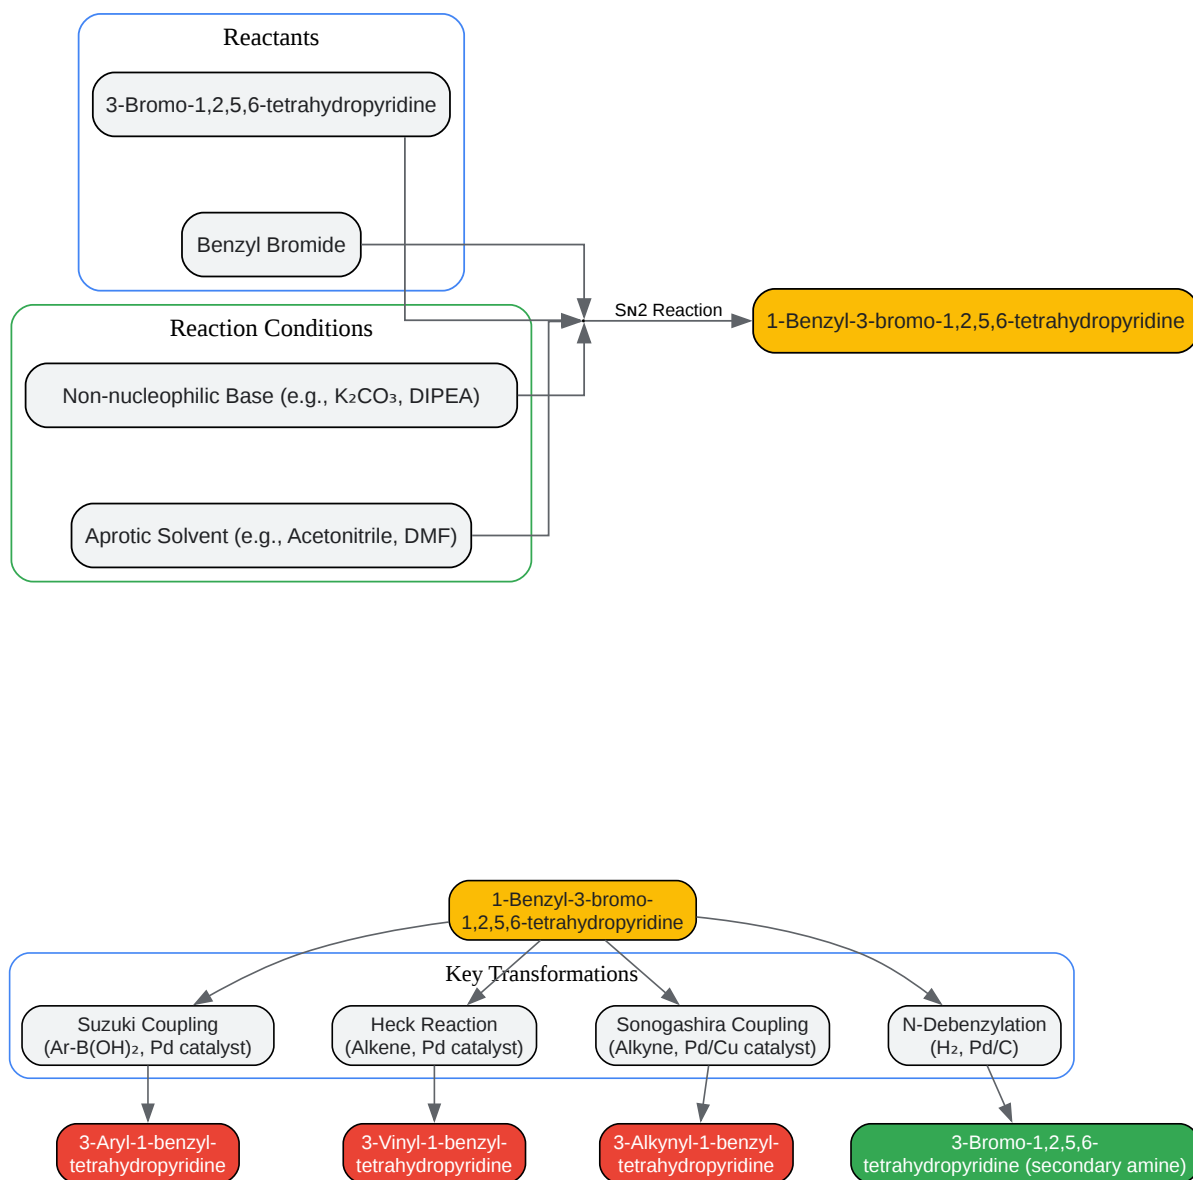 Reactants
3-Bromo-1,2,5,6-tetrahydropyridine
Benzyl Bromide
Reaction Conditions
Non-nucleophilic Base (e.g., K₂CO₃, DIPEA)
Aprotic Solvent (e.g., Acetonitrile, DMF)
Sɴ2 Reaction
1-Benzyl-3-bromo-1,2,5,6-tetrahydropyridine
1-Benzyl-3-bromo-
1,2,5,6-tetrahydropyridine
Key Transformations
Suzuki Coupling
(Ar-B(OH)₂, Pd catalyst)
Heck Reaction
(Alkene, Pd catalyst)
Sonogashira Coupling
(Alkyne, Pd/Cu catalyst)
N-Debenzylation
(H₂, Pd/C)
3-Aryl-1-benzyl-
tetrahydropyridine
3-Vinyl-1-benzyl-
tetrahydropyridine
3-Alkynyl-1-benzyl-
tetrahydropyridine
3-Bromo-1,2,5,6-
tetrahydropyridine (secondary amine)